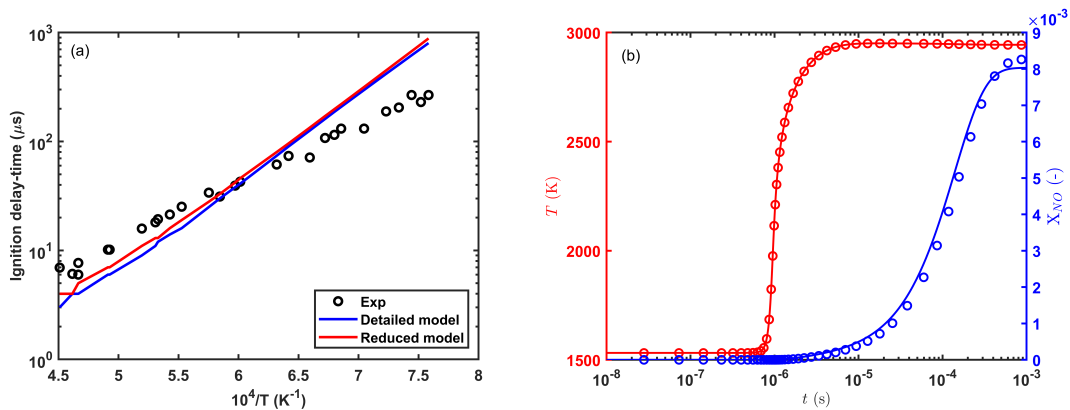 (a)
10^3
10^2
10^1
10^0
Ignition delay-time (μs)
4.5 5 5.5 6 6.5 7 7.5 8
10^4/T (K^-1)
Exp
Detailed model
Reduced model
(b)
3000
2500
2000
1500
T (K)
10^-8 10^-7 10^-6 10^-5 10^-4 10^-3
t (s)
×10^-3
9
8
7
6
5
4
3
2
1
0
X_NO (-)